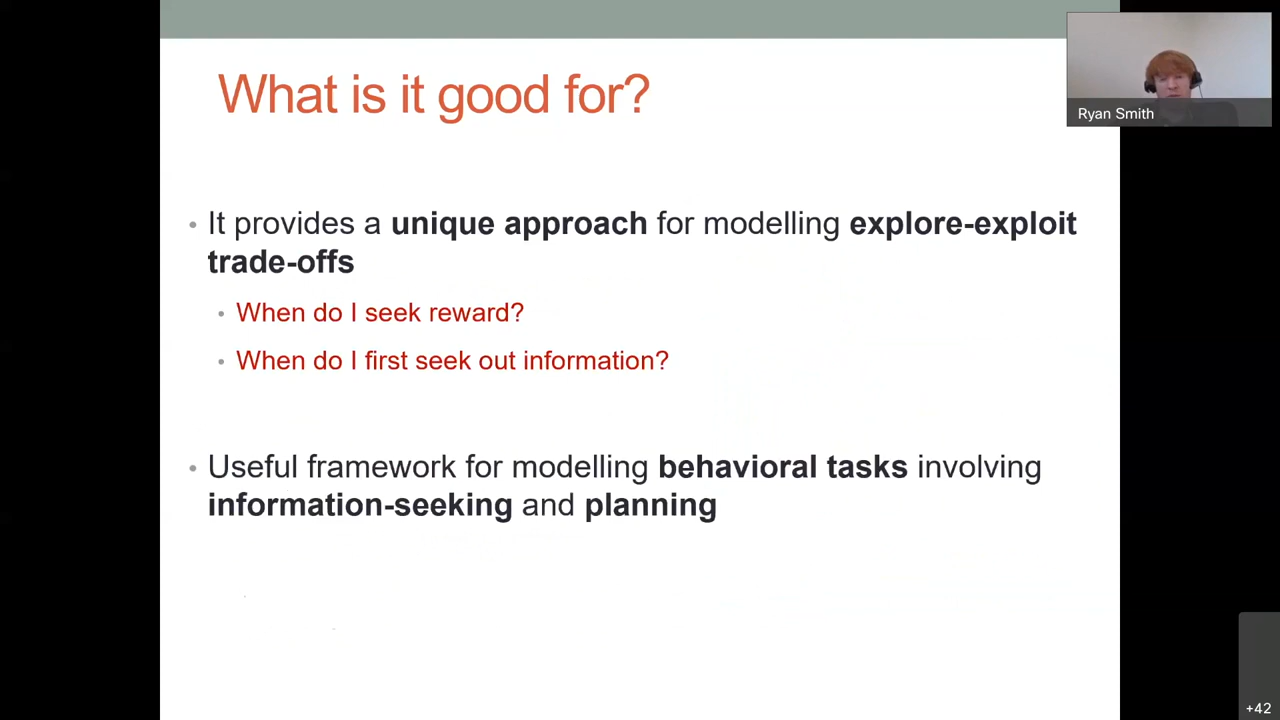 What is it good for?
Ryan Smith
• It provides a unique approach for modelling explore-exploit
trade-offs
• When do I seek reward?
• When do I first seek out information?
• Useful framework for modelling behavioral tasks involving
information-seeking and planning
+42